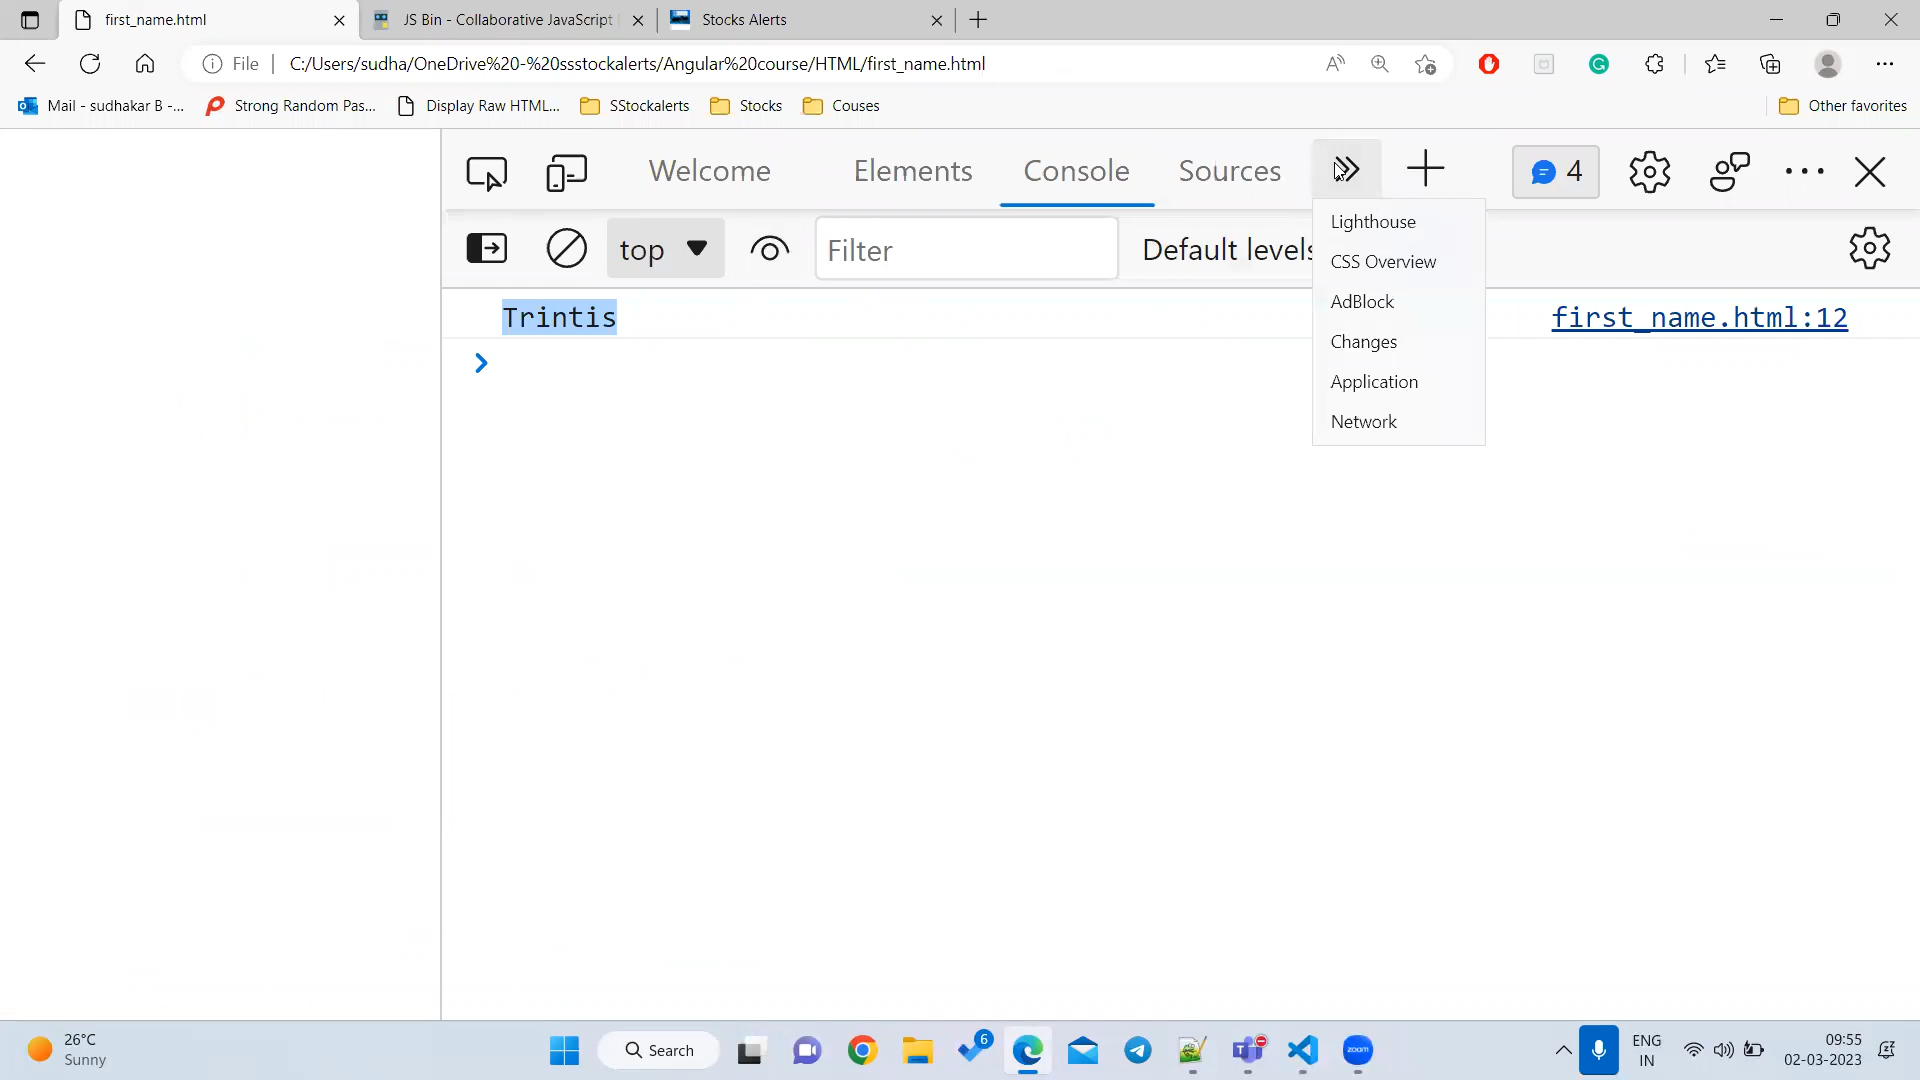 first_name.html
JS Bin - Collaborative JavaScript
Stocks Alerts
File
C:/Users/sudha/OneDrive%20-%20ssstockalerts/Angular%20course/HTML/first_name.html
Mail - sudhakar B -...
Strong Random Pas...
Display Raw HTML...
SStockalerts
Stocks
Couses
Other favorites
Welcome
Elements
Console
Sources
4
top
Filter
Default levels
Lighthouse
CSS Overview
AdBlock
Changes
Application
Network
Trintis
first_name.html:12
26°C
Sunny
Search
6
zoom
ENG
IN
09:55
02-03-2023